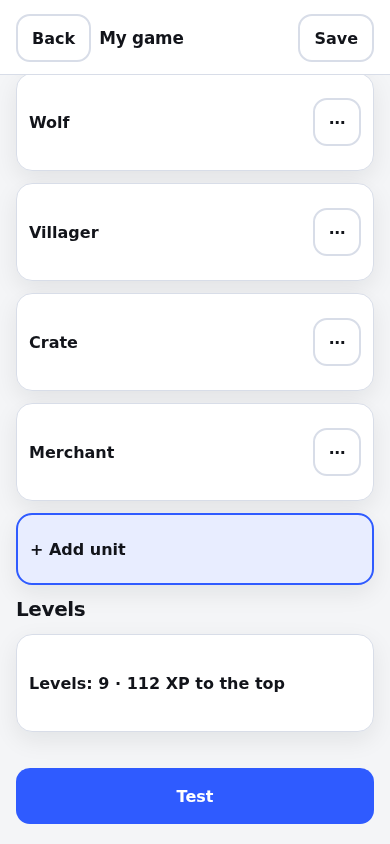 Back
My game
Save
Wolf
...
Villager
...
Crate
...
Merchant
...
+ Add unit
Levels
Levels: 9 · 112 XP to the top
Test